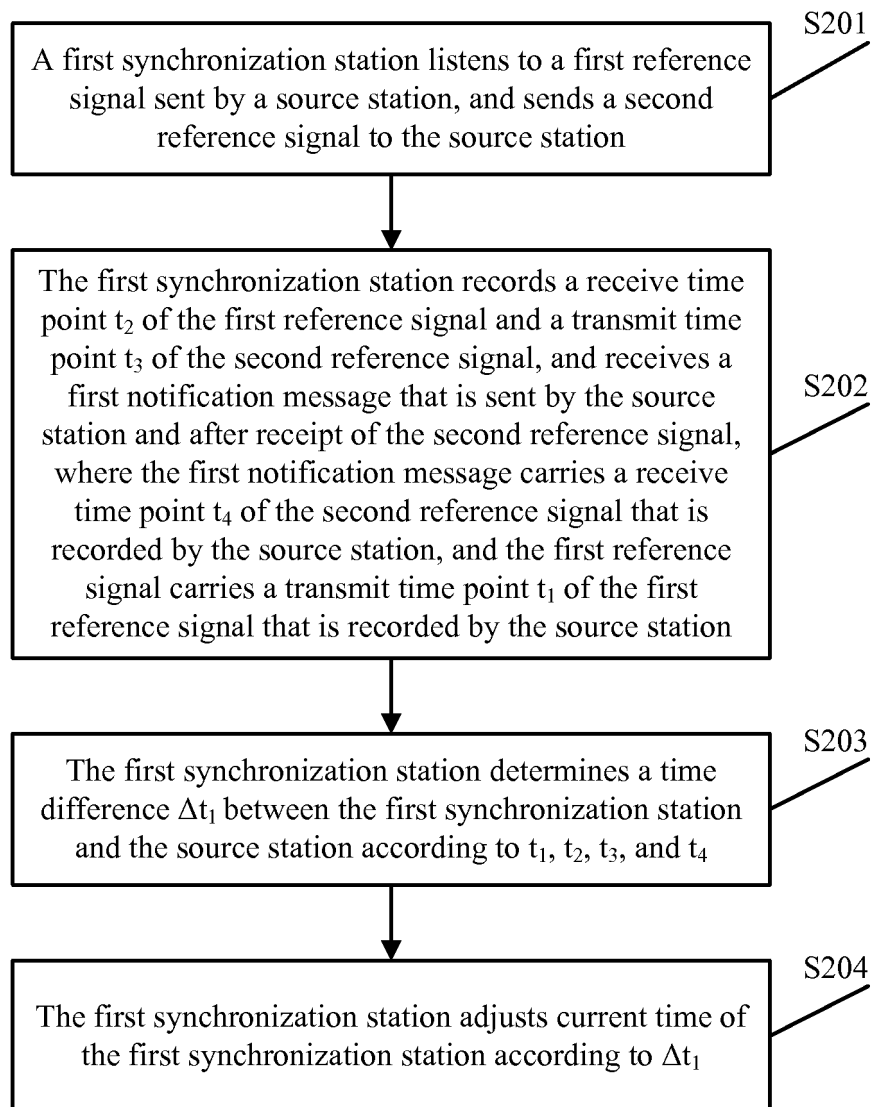 S201
A first synchronization station listens to a first reference
signal sent by a source station, and sends a second
reference signal to the source station
S202
The first synchronization station records a receive time
point t₂ of the first reference signal and a transmit time
point t₃ of the second reference signal, and receives a
first notification message that is sent by the source
station and after receipt of the second reference signal,
where the first notification message carries a receive
time point t₄ of the second reference signal that is
recorded by the source station, and the first reference
signal carries a transmit time point t₁ of the first
reference signal that is recorded by the source station
S203
The first synchronization station determines a time
difference Δt₁ between the first synchronization station
and the source station according to t₁, t₂, t₃, and t₄
S204
The first synchronization station adjusts current time of
the first synchronization station according to Δt₁